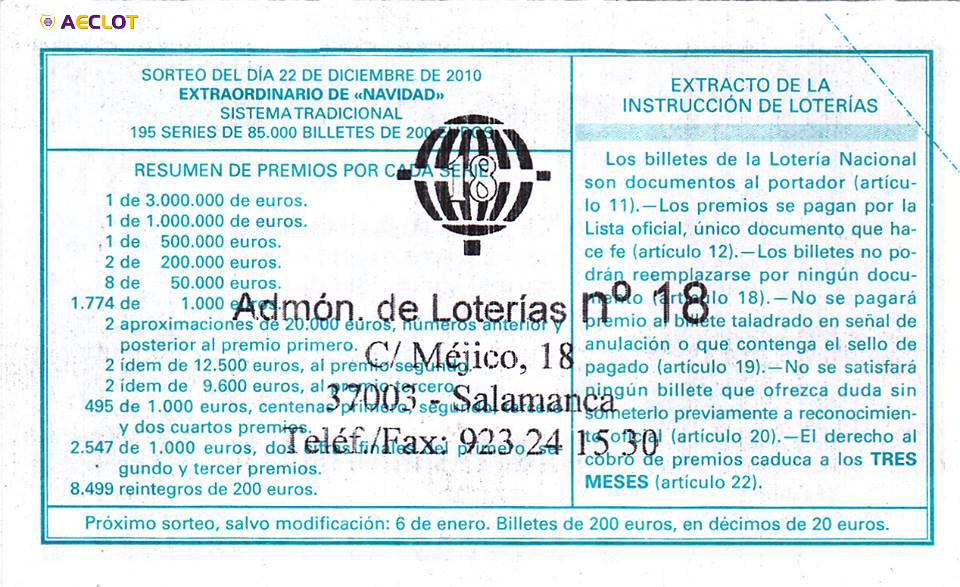 AECLOT
SORTEO DEL DÍA 22 DE DICIEMBRE DE 2010
EXTRAORDINARIO DE «NAVIDAD»
SISTEMA TRADICIONAL
195 SERIES DE 85.000 BILLETES DE 200 EUROS
RESUMEN DE PREMIOS POR CADA SERIE
1 de 3.000.000 de euros.
1 de 1.000.000 de euros.
1 de 500.000 euros.
2 de 200.000 euros.
8 de 50.000 euros.
1.774 de 1.000 euros.
2 aproximaciones de 20.000 euros, números anterior y
posterior al premio primero.
2 ídem de 12.500 euros, al premio segundo.
2 ídem de 9.600 euros, al premio tercero.
495 de 1.000 euros, centenas primero, segundo, tercero
y dos cuartos premios.
2.547 de 1.000 euros, dos cifras finales del primero, se-
gundo y tercer premios.
8.499 reintegros de 200 euros.
18
Admón. de Loterías nº 18
C/ Méjico, 18
37003 - Salamanca
Teléf./Fax: 923 24 15 30
EXTRACTO DE LA
INSTRUCCIÓN DE LOTERÍAS
Los billetes de la Lotería Nacional
son documentos al portador (artícu-
lo 11).—Los premios se pagan por la
Lista oficial, único documento que ha-
ce fe (artículo 12).—Los billetes no po-
drán reemplazarse por ningún docu-
mento (artículo 18).—No se pagará
premio al billete taladrado en señal de
anulación o que contenga el sello de
pagado (artículo 19).—No se satisfará
ningún billete que ofrezca duda sin
someterlo previamente a reconocimien-
to oficial (artículo 20).—El derecho al
cobro de premios caduca a los TRES
MESES (artículo 22).
Próximo sorteo, salvo modificación: 6 de enero. Billetes de 200 euros, en décimos de 20 euros.